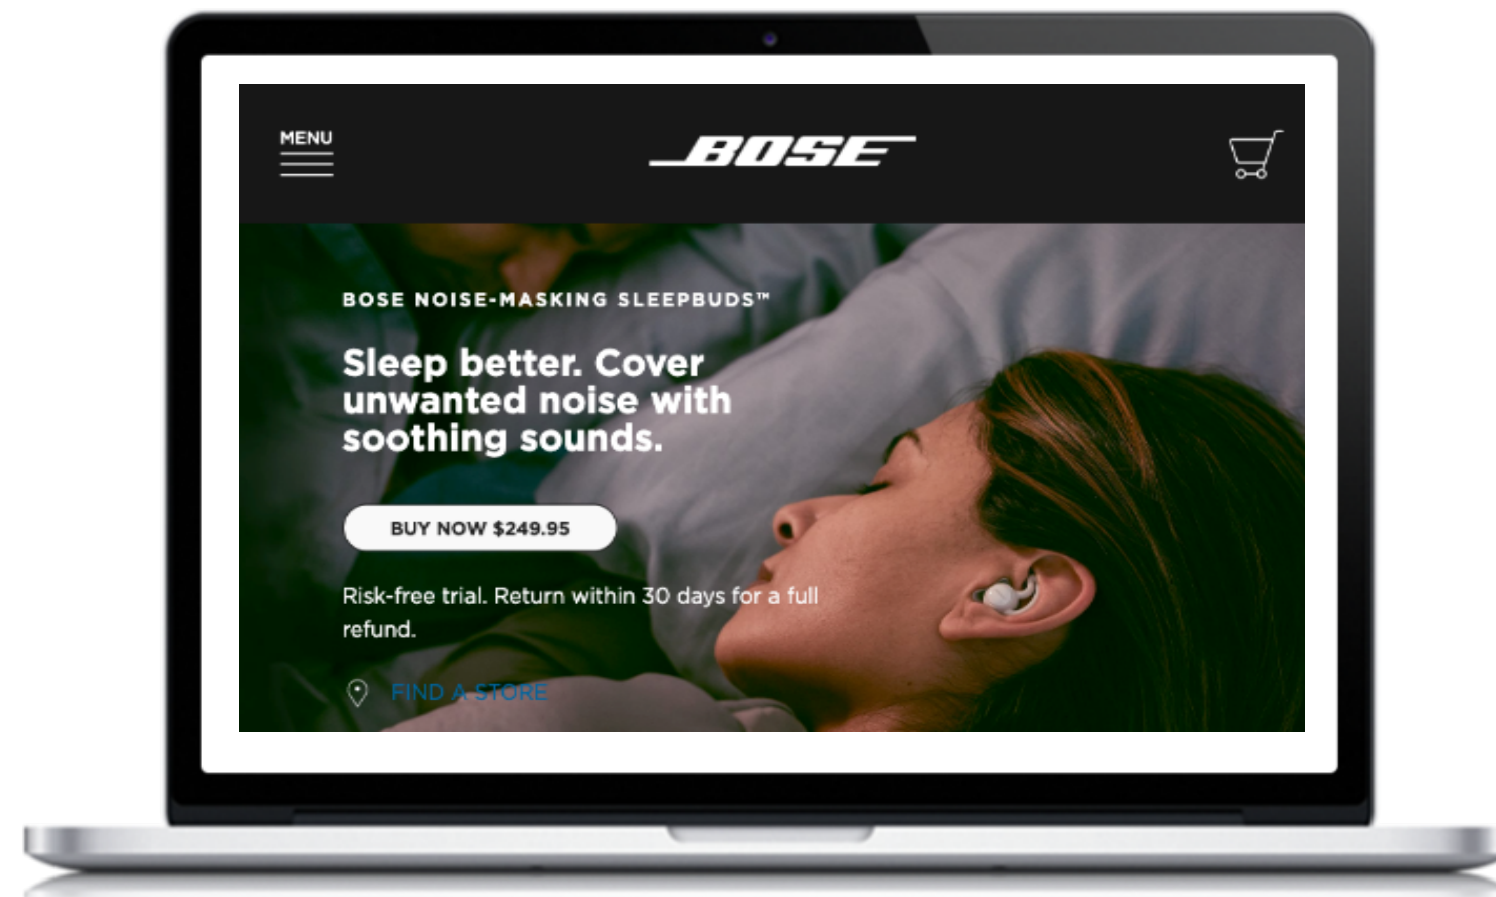 MENU
BOSE
BOSE NOISE-MASKING SLEEPBUDS™
Sleep better. Cover
unwanted noise with
soothing sounds.
BUY NOW $249.95
Risk-free trial. Return within 30 days for a full
refund.
FIND A STORE